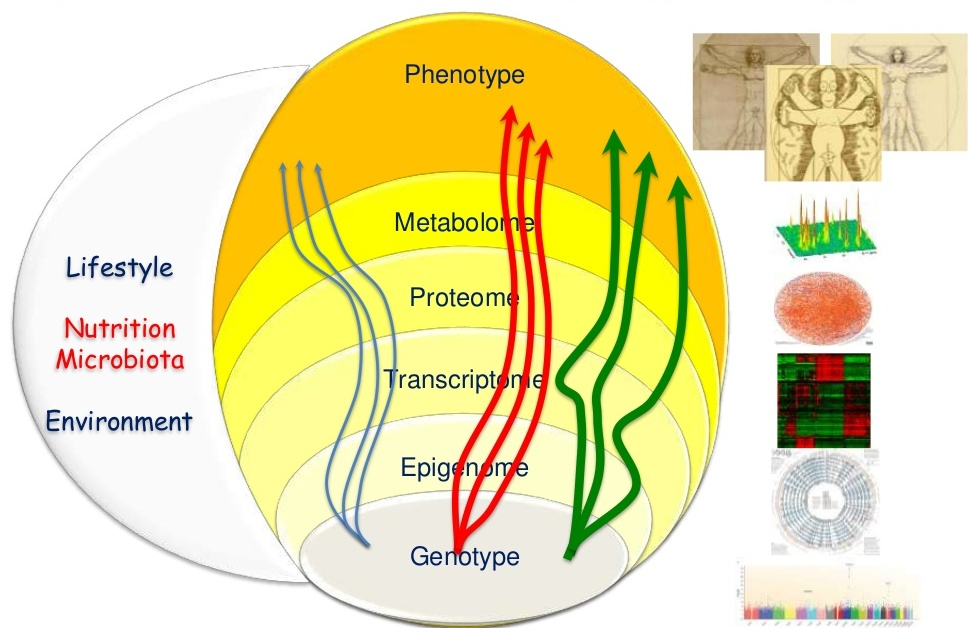 Phenotype
Metabolome
Proteome
Transcriptome
Epigenome
Genotype
Lifestyle
Nutrition
Microbiota
Environment